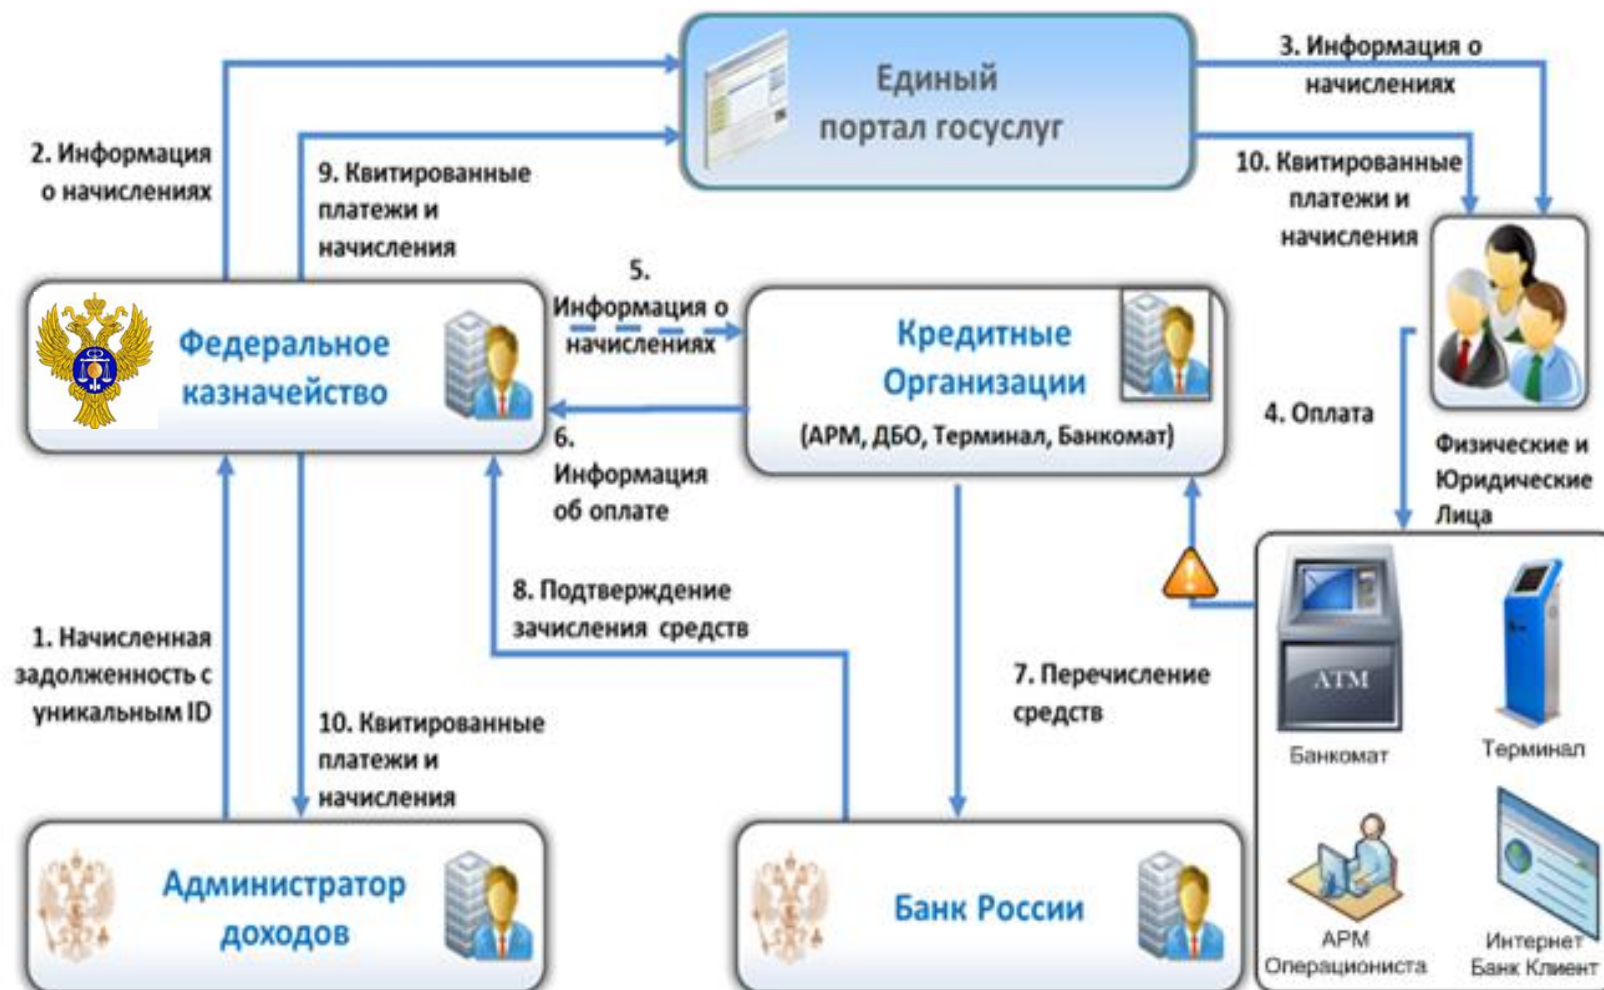 Единый
портал госуслуг
3. Информация о
начислениях
2. Информация
о начислениях
9. Квитированные
платежи и
начисления
10. Квитированные
платежи и
начисления
5.
Информация о
начислениях
Федеральное
казначейство
Кредитные
Организации
(АРМ, ДБО, Терминал, Банкомат)
4. Оплата
Физические и
Юридические
Лица
6.
Информация
об оплате
8. Подтверждение
зачисления средств
1. Начисленная
задолженность с
уникальным ID
7. Перечисление
средств
10. Квитированные
платежи и
начисления
ATM
Банкомат
Терминал
Администратор
доходов
Банк России
АРМ
Операциониста
Интернет
Банк Клиент